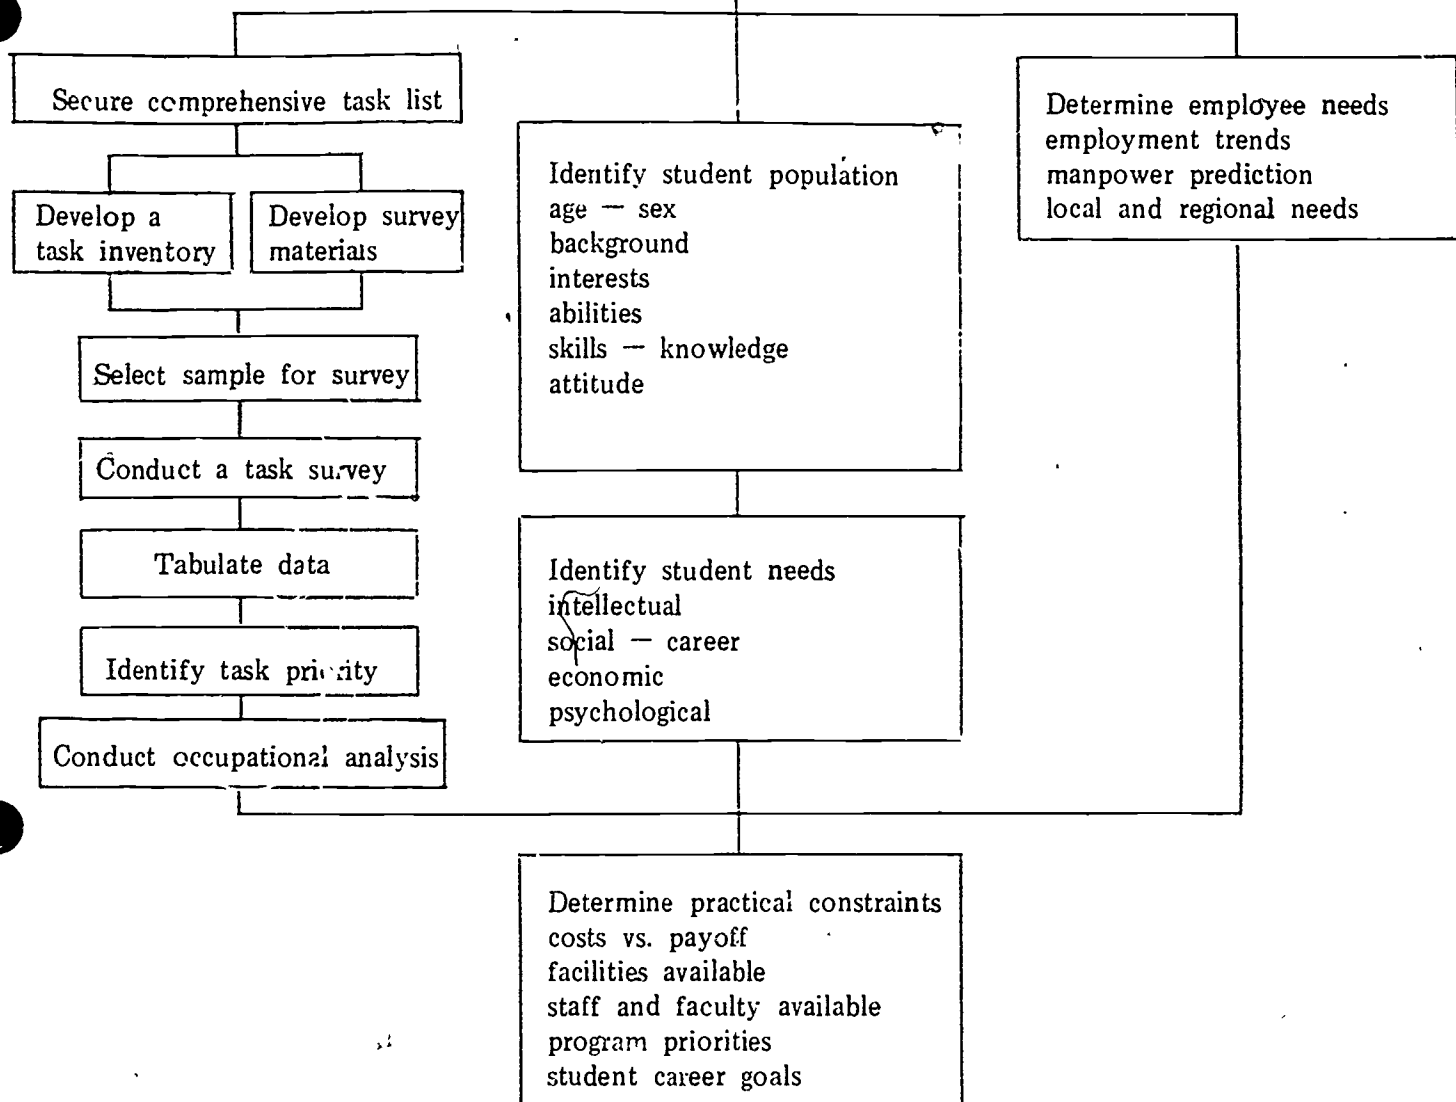 Secure comprehensive task list
Develop a
task inventory
Develop survey
materials
Select sample for survey
Conduct a task survey
Tabulate data
Identify task priority
Conduct occupational analysis
Identify student population
age — sex
background
interests
abilities
skills — knowledge
attitude
Identify student needs
intellectual
social — career
economic
psychological
Determine employee needs
employment trends
manpower prediction
local and regional needs
Determine practical constraints
costs vs. payoff
facilities available
staff and faculty available
program priorities
student career goals